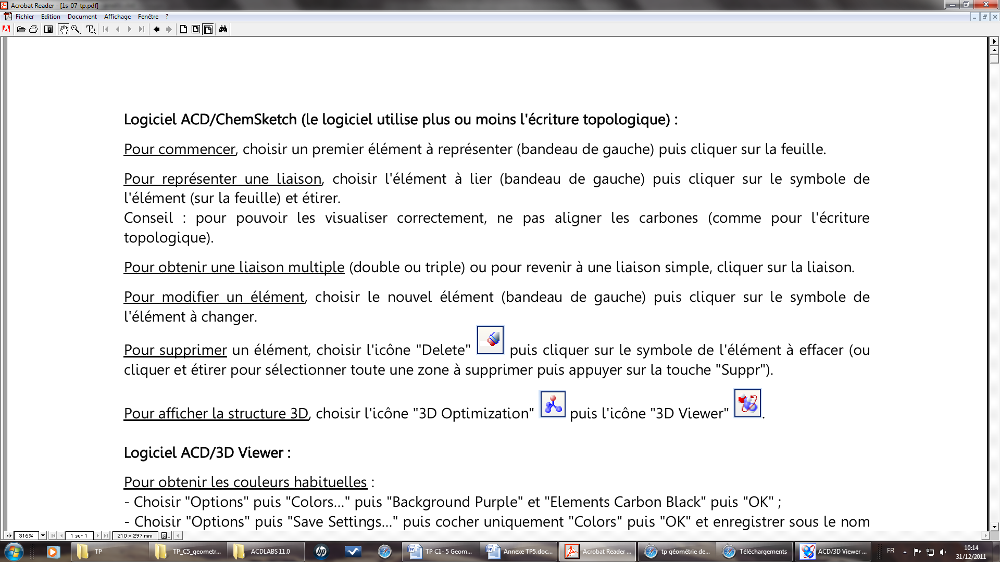 Acrobat Reader - [1s-07-tp.pdf]
Fichier Edition Document Affichage Fenêtre ?
Logiciel ACD/ChemSketch (le logiciel utilise plus ou moins l'écriture topologique) :
Pour commencer, choisir un premier élément à représenter (bandeau de gauche) puis cliquer sur la feuille.
Pour représenter une liaison, choisir l'élément à lier (bandeau de gauche) puis cliquer sur le symbole de
l'élément (sur la feuille) et étirer.
Conseil : pour pouvoir les visualiser correctement, ne pas aligner les carbones (comme pour l'écriture
topologique).
Pour obtenir une liaison multiple (double ou triple) ou pour revenir à une liaison simple, cliquer sur la liaison.
Pour modifier un élément, choisir le nouvel élément (bandeau de gauche) puis cliquer sur le symbole de
l'élément à changer.
Pour supprimer un élément, choisir l'icône "Delete" puis cliquer sur le symbole de l'élément à effacer (ou
cliquer et étirer pour sélectionner toute une zone à supprimer puis appuyer sur la touche "Suppr").
Pour afficher la structure 3D, choisir l'icône "3D Optimization" puis l'icône "3D Viewer" .
Logiciel ACD/3D Viewer :
Pour obtenir les couleurs habituelles :
- Choisir "Options" puis "Colors..." puis "Background Purple" et "Elements Carbon Black" puis "OK" ;
- Choisir "Options" puis "Save Settings..." puis cocher uniquement "Colors" puis "OK" et enregistrer sous le nom
316% 1 sur 1 210 x 297 mm
TP TP_C5_geometr... ACDLABS 11.0 hp TP C1- 5 Geom... Annexe TP5.doc... Acrobat Reader ... tp géométrie de... Téléchargements ACD/3D Viewer ... FR 10:14
31/12/2011